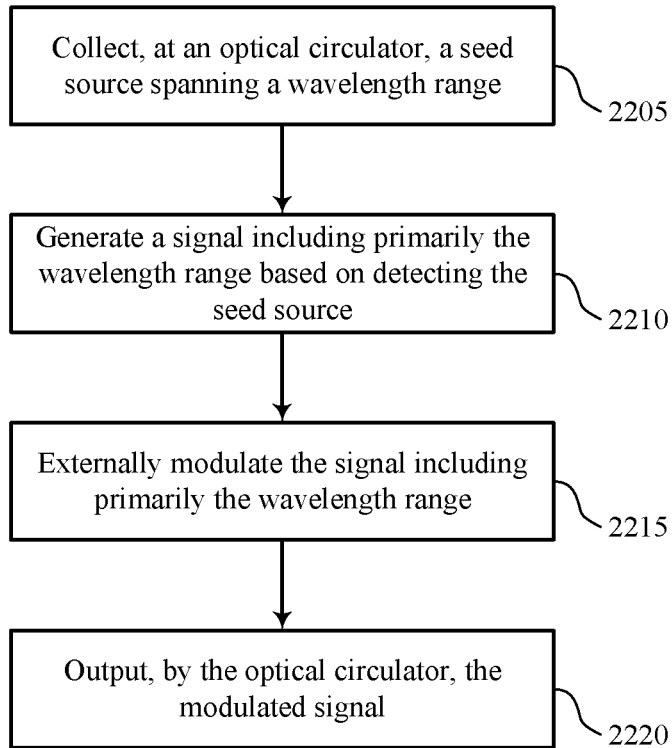 Collect, at an optical circulator, a seed
source spanning a wavelength range
2205
Generate a signal including primarily the
wavelength range based on detecting the
seed source
2210
Externally modulate the signal including
primarily the wavelength range
2215
Output, by the optical circulator, the
modulated signal
2220